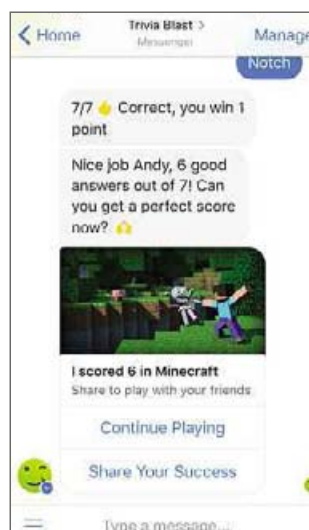 Home
Trivia Blast >
Messenger
Manage
Notch
7/7 👍 Correct, you win 1
point
Nice job Andy, 6 good
answers out of 7! Can
you get a perfect score
now? 🙌
I scored 6 in Minecraft
Share to play with your friends
Continue Playing
Share Your Success
Type a message...